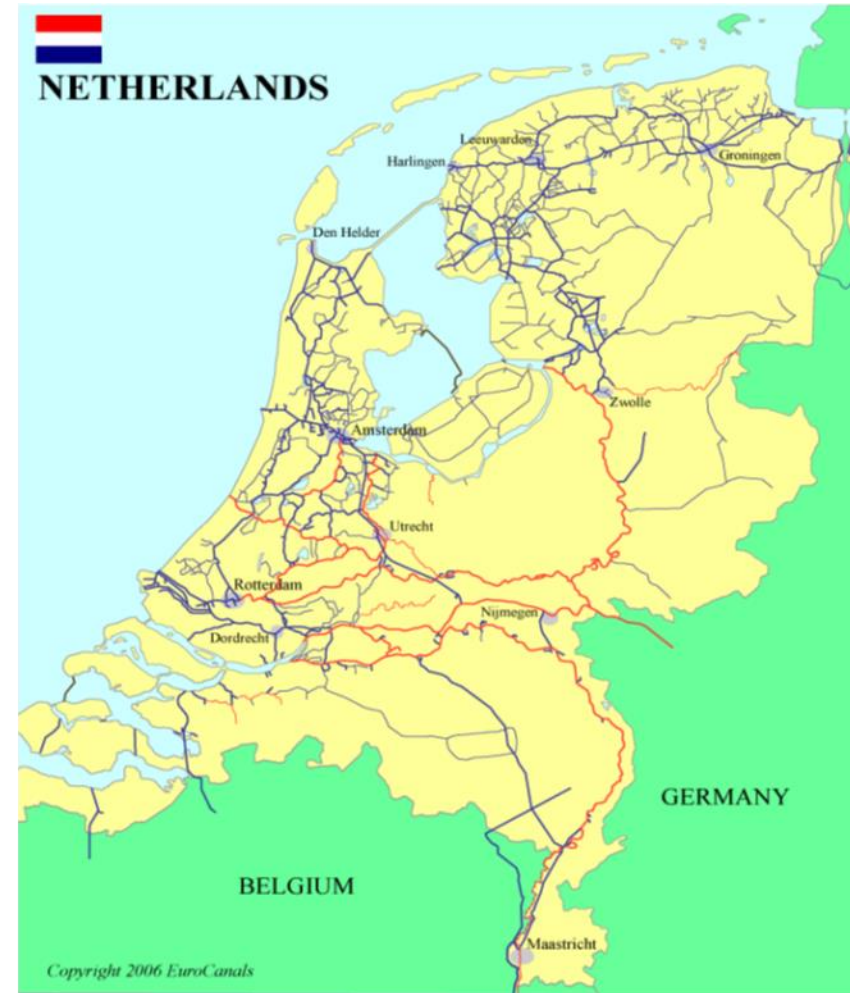 NETHERLANDS
Leeuwarden
Harlingen
Groningen
Den Helder
Zwolle
Amsterdam
Utrecht
Rotterdam
Nijmegen
Dordrecht
GERMANY
BELGIUM
Maastricht
Copyright 2006 EuroCanals